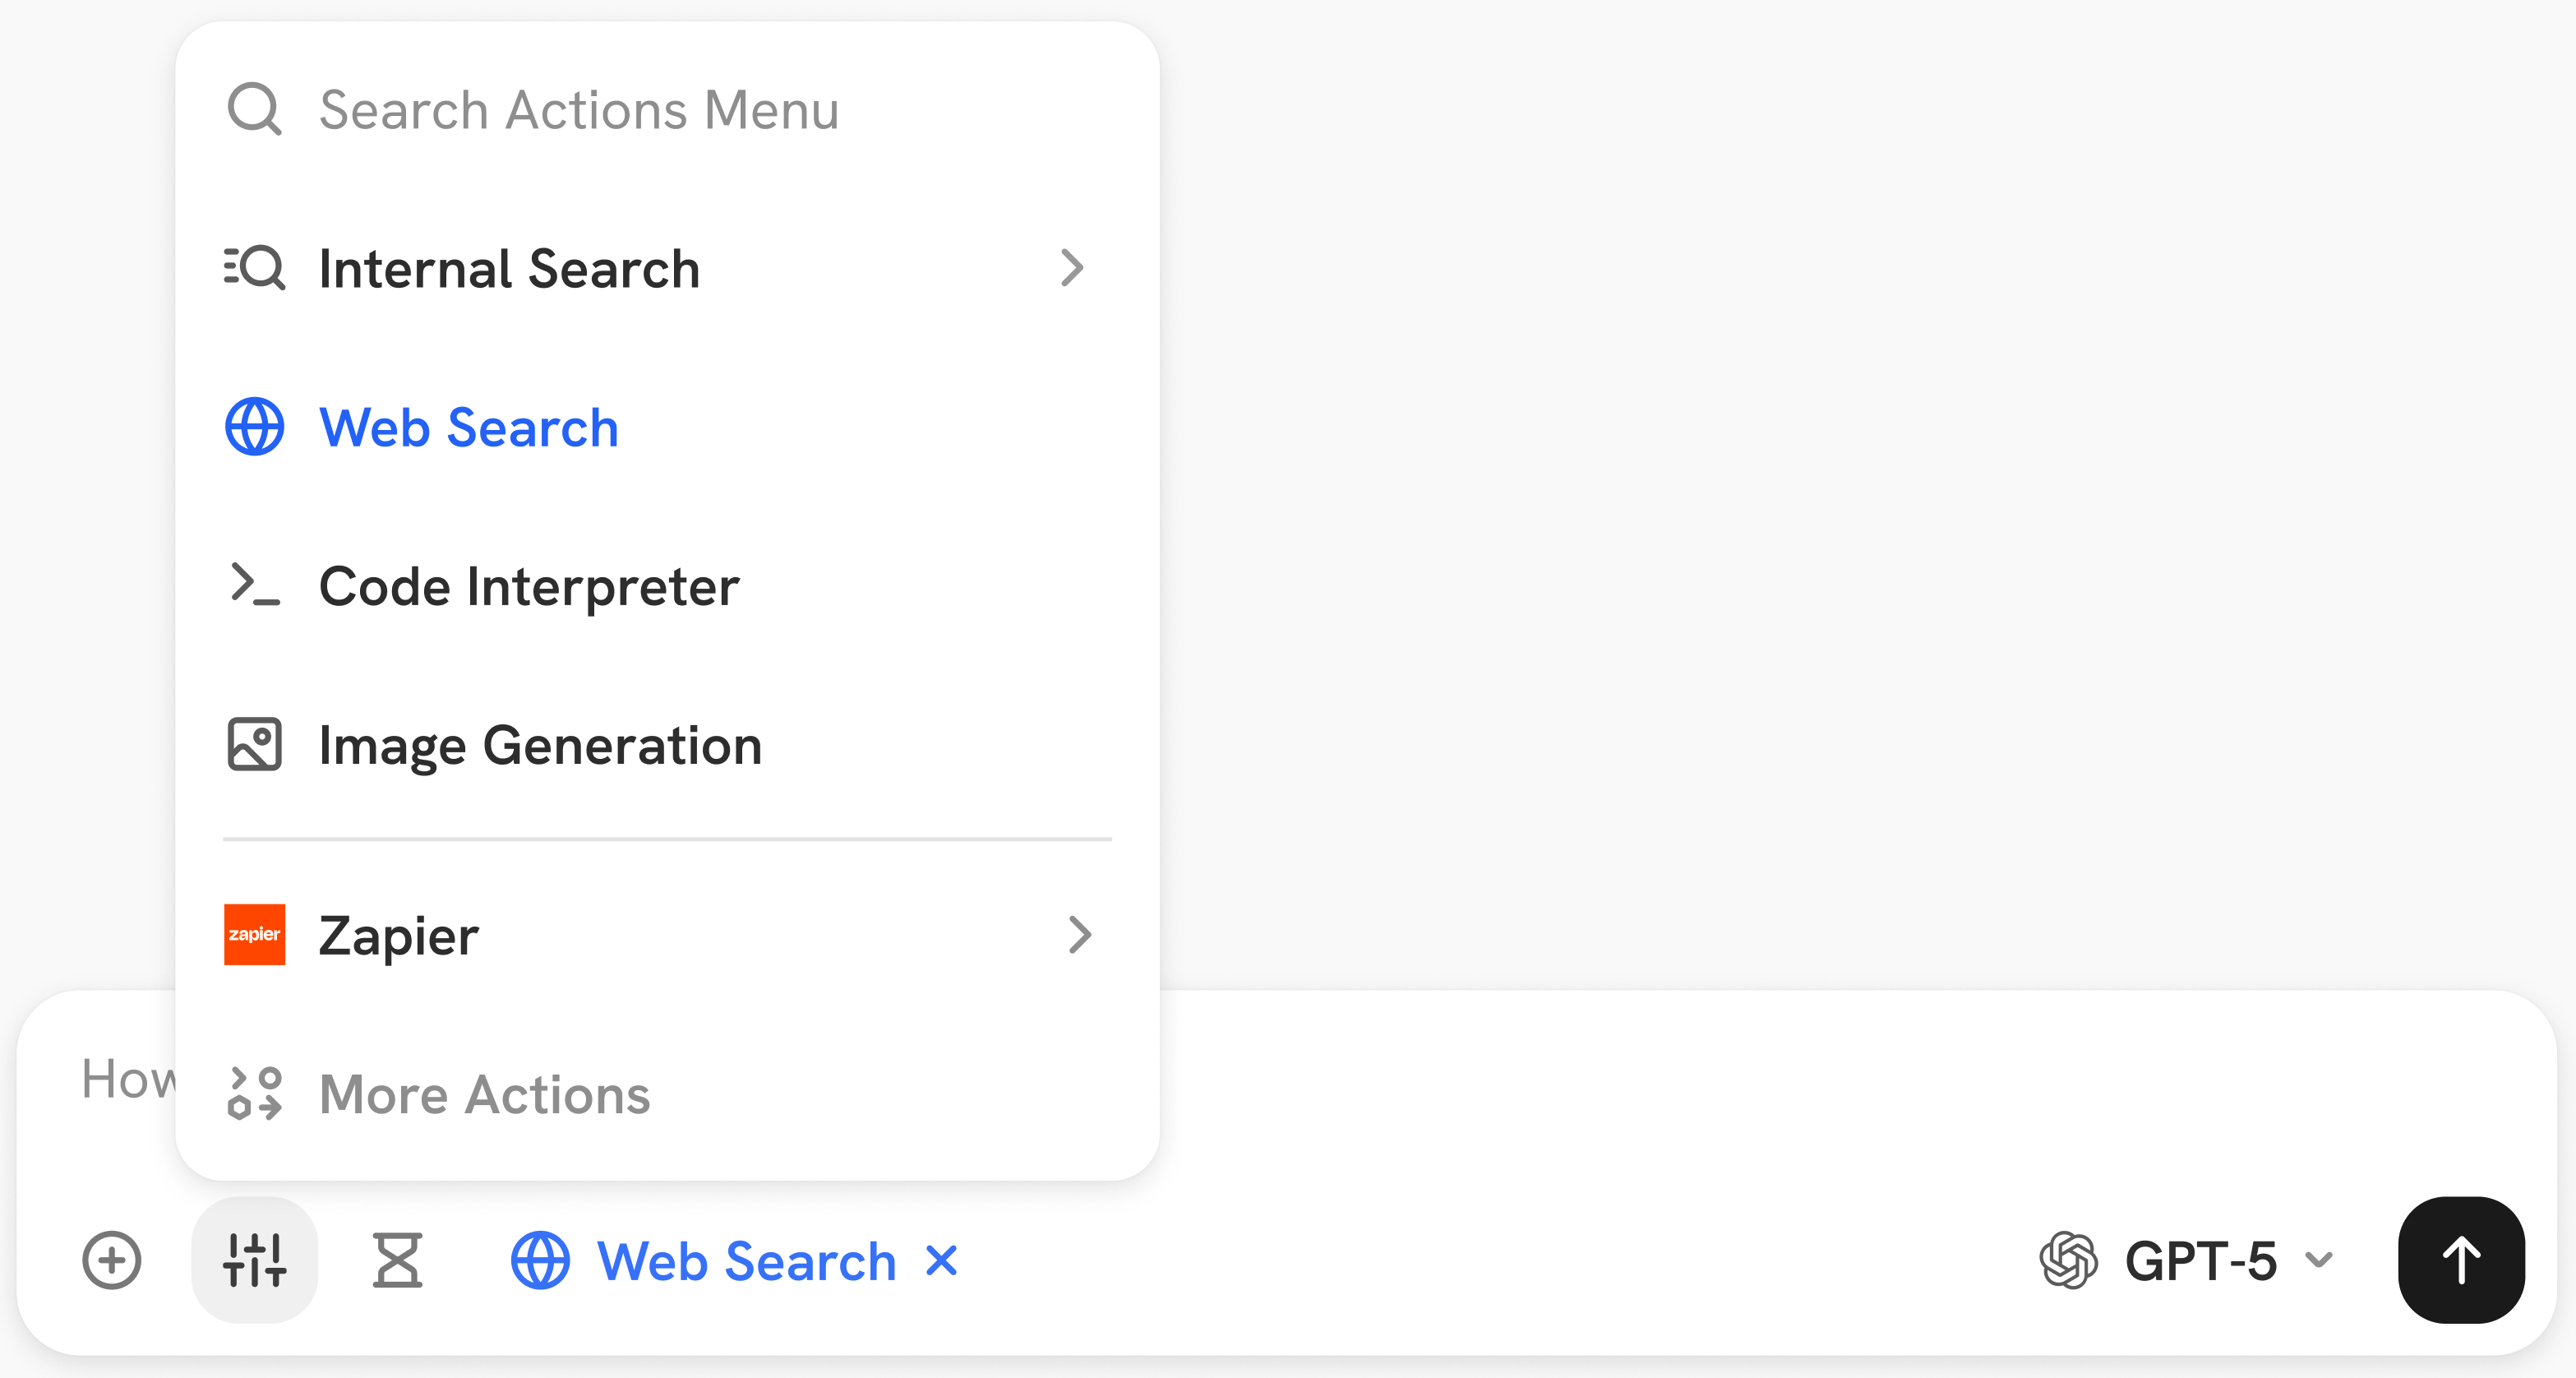 Search Actions Menu
Internal Search
Web Search
Code Interpreter
Image Generation
zapier Zapier
More Actions
How
Web Search
GPT-5